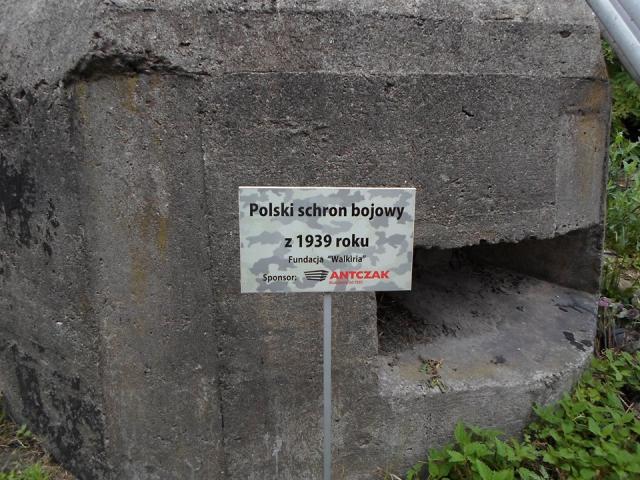 Polski schron bojowy
z 1939 roku
Fundacja "Walkiria"
Sponsor: ANTCZAK